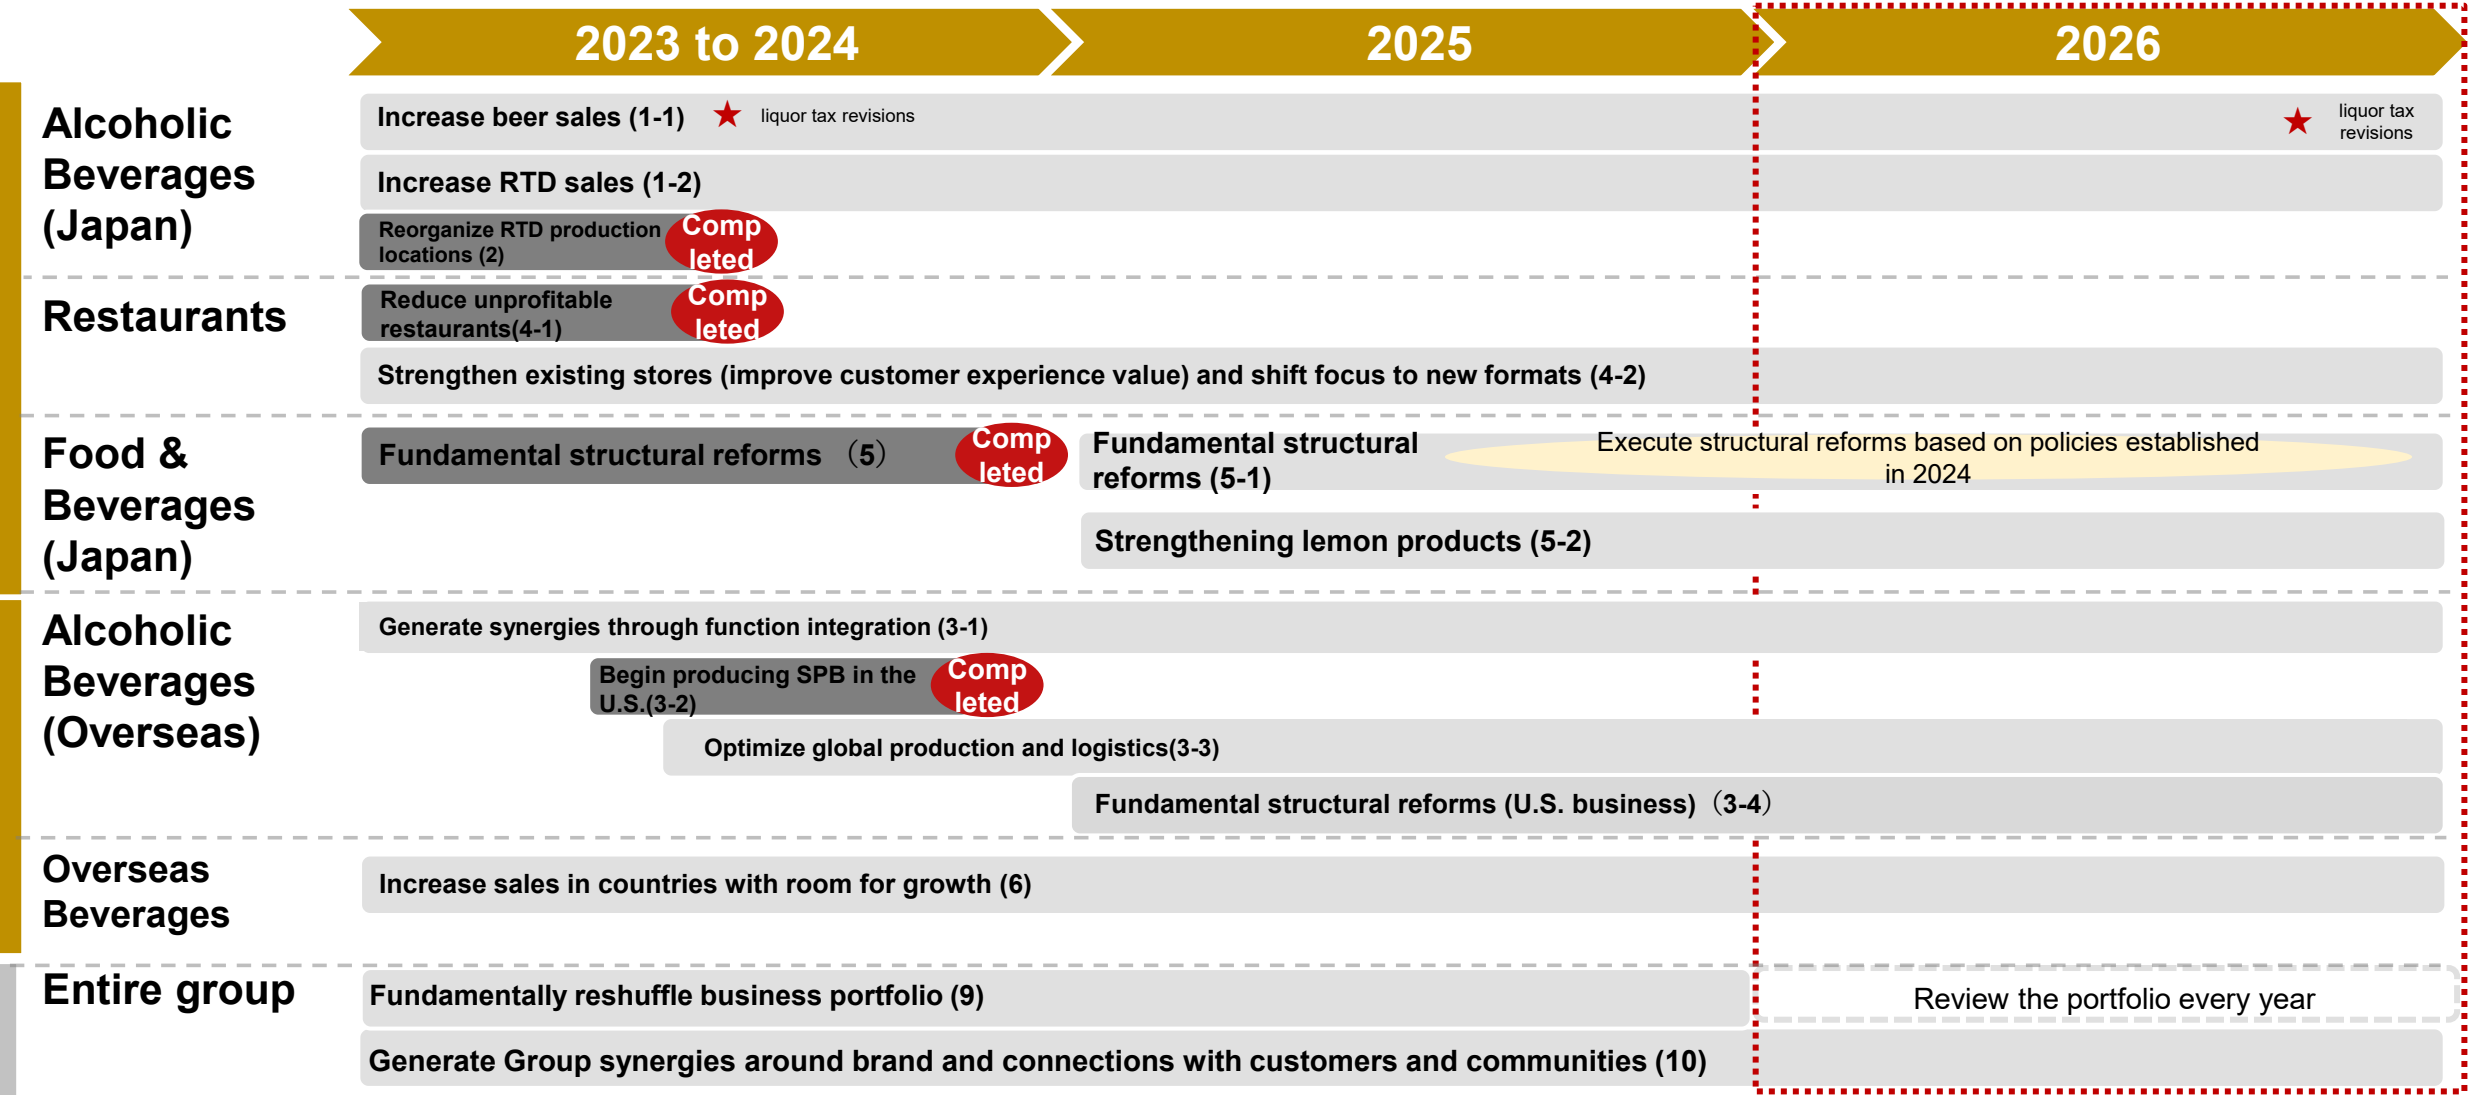 2023 to 2024
2025
2026
Alcoholic
Beverages
(Japan)
Increase beer sales (1-1)
★ liquor tax revisions
★ liquor tax
revisions
Increase RTD sales (1-2)
Reorganize RTD production
locations (2)
Comp
leted
Restaurants
Reduce unprofitable
restaurants(4-1)
Comp
leted
Strengthen existing stores (improve customer experience value) and shift focus to new formats (4-2)
Food &
Beverages
(Japan)
Fundamental structural reforms （5）
Comp
leted
Fundamental structural
reforms (5-1)
Execute structural reforms based on policies established
in 2024
Strengthening lemon products (5-2)
Alcoholic
Beverages
(Overseas)
Generate synergies through function integration (3-1)
Begin producing SPB in the
U.S.(3-2)
Comp
leted
Optimize global production and logistics(3-3)
Fundamental structural reforms (U.S. business)（3-4）
Overseas
Beverages
Increase sales in countries with room for growth (6)
Entire group
Fundamentally reshuffle business portfolio (9)
Review the portfolio every year
Generate Group synergies around brand and connections with customers and communities (10)